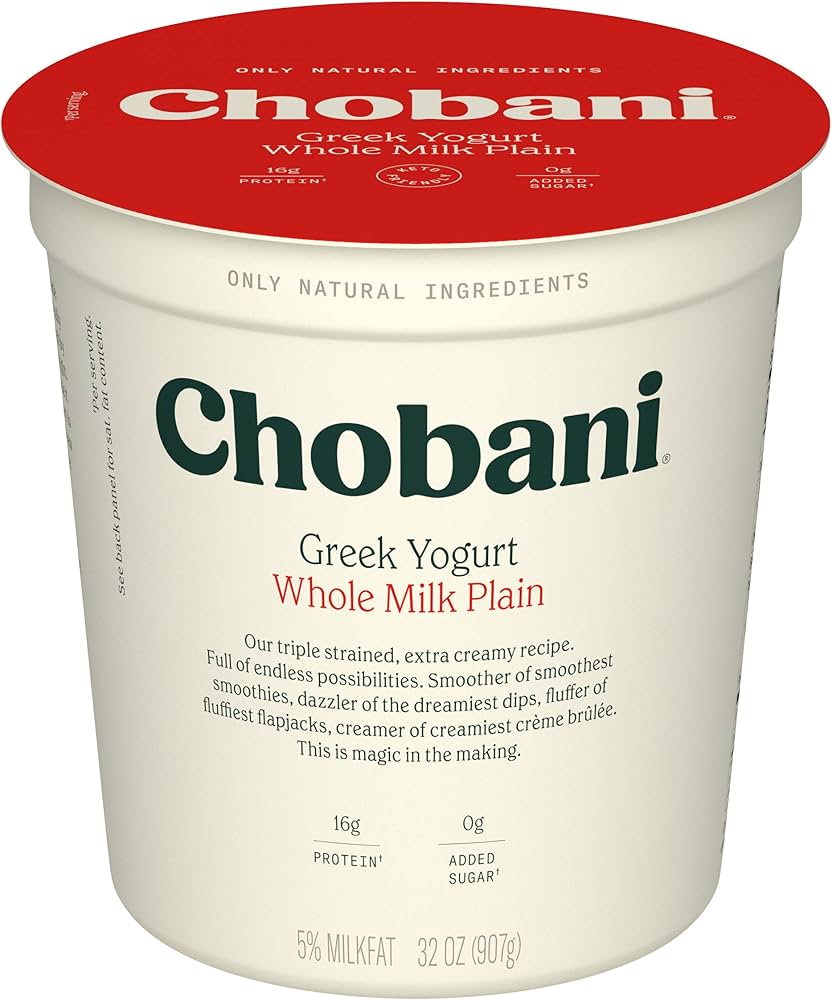 ONLY NATURAL INGREDIENTS
Chobani®
Greek Yogurt
Whole Milk Plain
†Per serving
16g
PROTEIN†
KETO FRIENDLY
0g
ADDED
SUGAR†
ONLY NATURAL INGREDIENTS
†Per serving.
See back panel for sat. fat content.
Chobani®
Greek Yogurt
Whole Milk Plain
Our triple strained, extra creamy recipe.
Full of endless possibilities. Smoother of smoothest
smoothies, dazzler of the dreamiest dips, fluffer of
fluffiest flapjacks, creamer of creamiest crème brûlée.
This is magic in the making.
16g
PROTEIN†
0g
ADDED
SUGAR†
5% MILKFAT 32 OZ (907g)